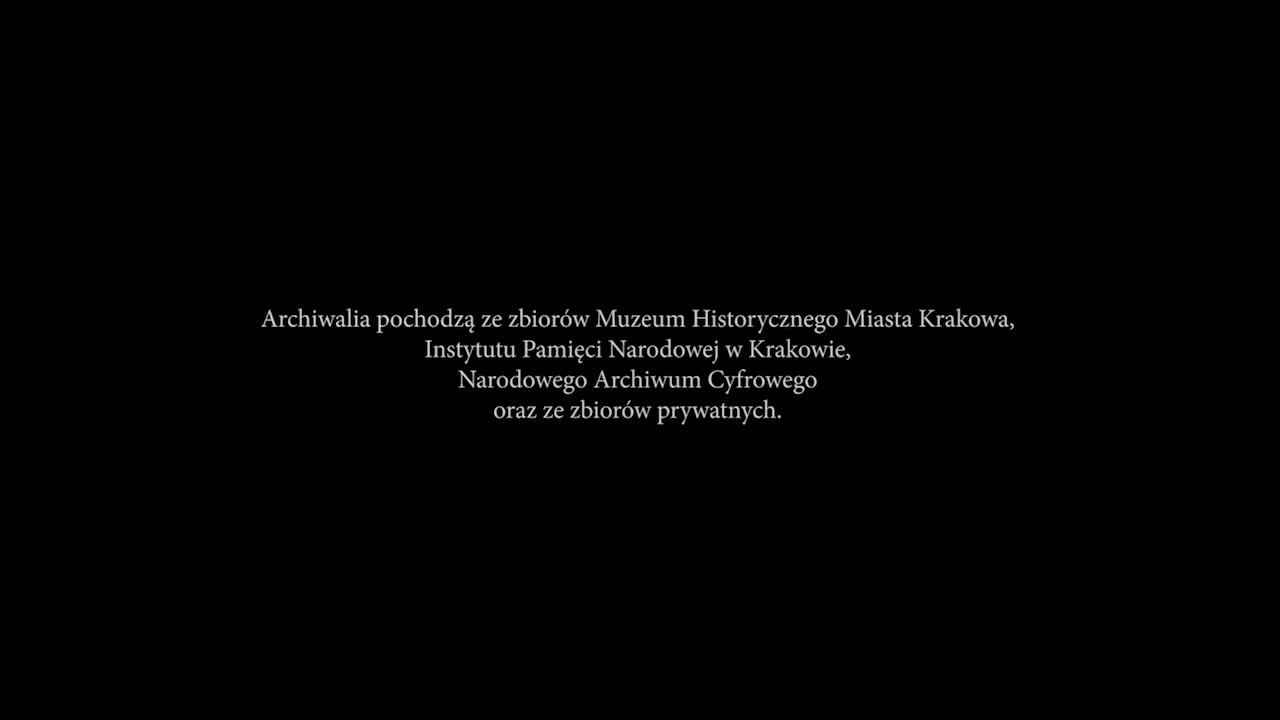 Archiwalia pochodzą ze zbiorów Muzeum Historycznego Miasta Krakowa,
Instytutu Pamięci Narodowej w Krakowie,
Narodowego Archiwum Cyfrowego
oraz ze zbiorów prywatnych.